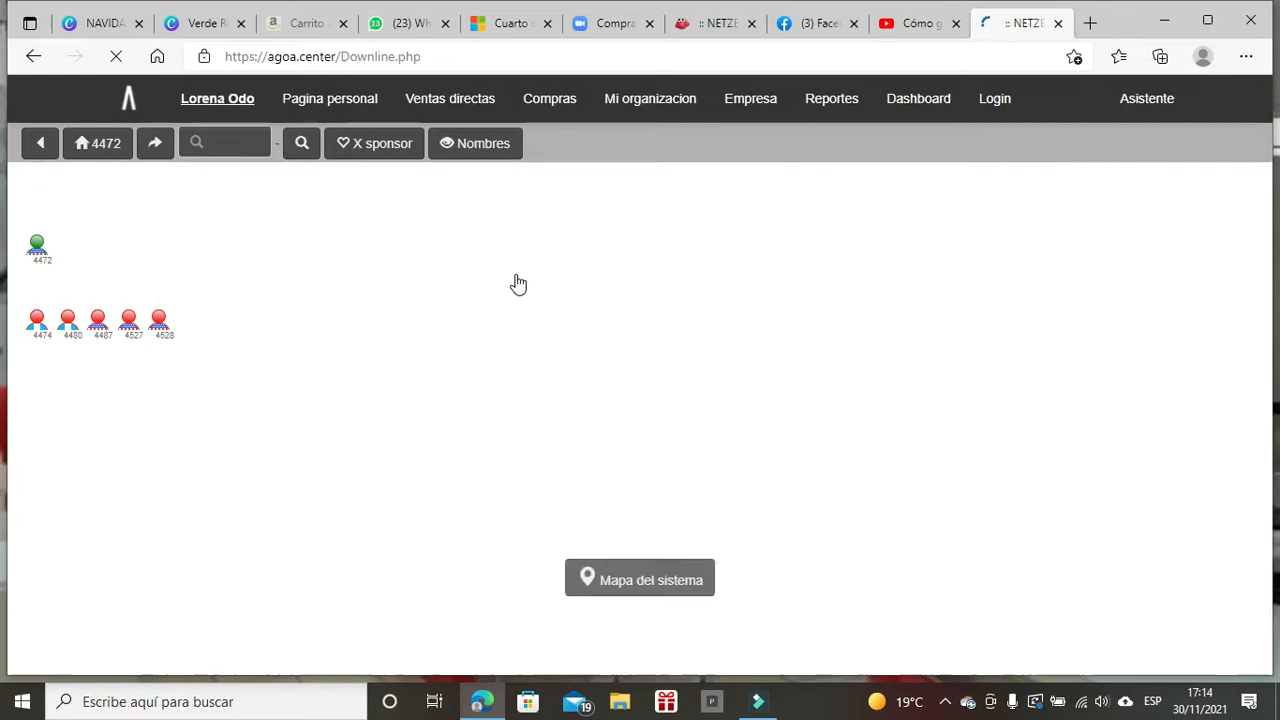 NAVIDA
Verde R
Carrito
(23) Wh
Cuarto
Compra
:: NETZE
(3) Facel
Cómo g
:: NETZE
https://agoa.center/Downline.php
Lorena Odo
Pagina personal
Ventas directas
Compras
Mi organizacion
Empresa
Reportes
Dashboard
Login
Asistente
4472
-
X sponsor
Nombres
4472
4474
4480
4487
4527
4528
Mapa del sistema
Escribe aquí para buscar
19
P
19°C
ESP
17:14
30/11/2021